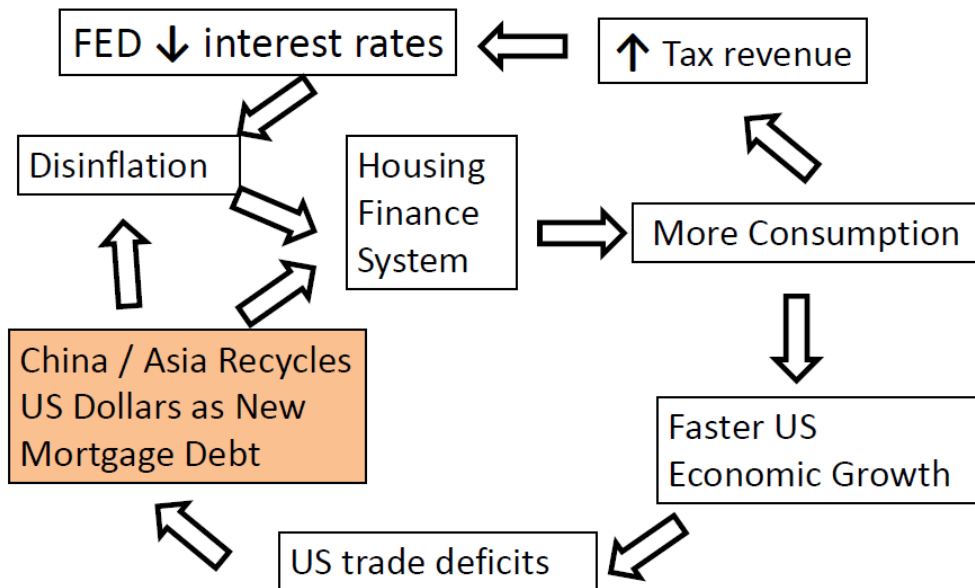 FED ↓ interest rates
↑ Tax revenue
Disinflation
Housing
Finance
System
More Consumption
China / Asia Recycles
US Dollars as New
Mortgage Debt
Faster US
Economic Growth
US trade deficits